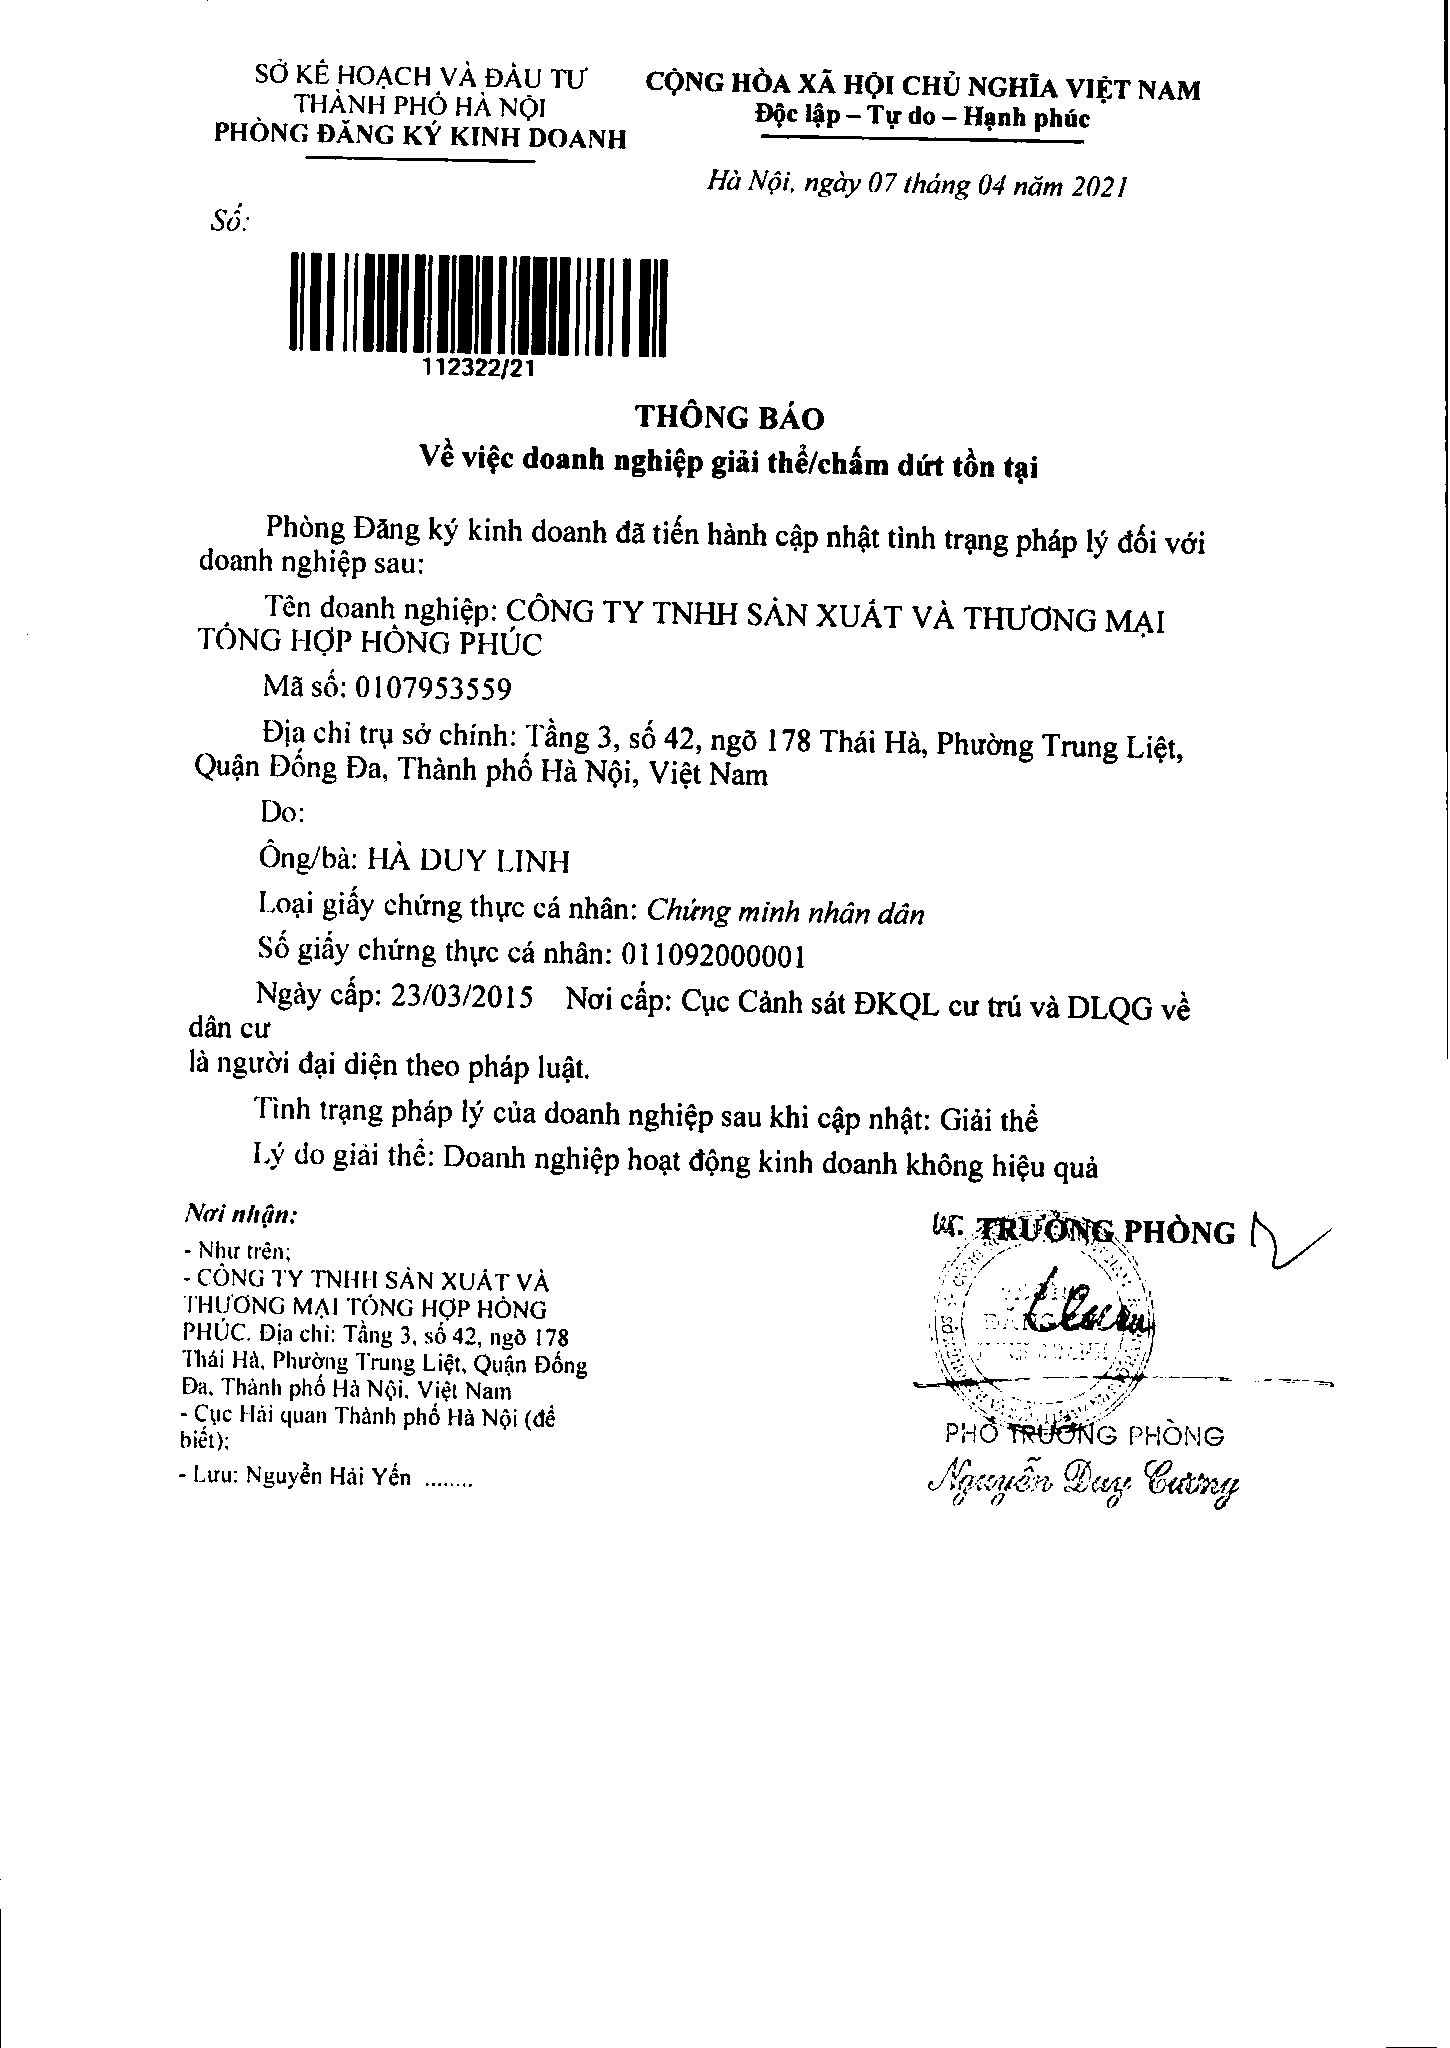 SỞ KẾ HOẠCH VÀ ĐẦU TƯ
THÀNH PHỐ HÀ NỘI
PHÒNG ĐĂNG KÝ KINH DOANH
CỘNG HÒA XÃ HỘI CHỦ NGHĨA VIỆT NAM
Độc lập – Tự do – Hạnh phúc
Hà Nội, ngày 07 tháng 04 năm 2021
Số:
112322/21
THÔNG BÁO
Về việc doanh nghiệp giải thể/chấm dứt tồn tại
Phòng Đăng ký kinh doanh đã tiến hành cập nhật tình trạng pháp lý đối với
doanh nghiệp sau:
Tên doanh nghiệp: CÔNG TY TNHH SẢN XUẤT VÀ THƯƠNG MẠI
TỔNG HỢP HỒNG PHÚC
Mã số: 0107953559
Địa chỉ trụ sở chính: Tầng 3, số 42, ngõ 178 Thái Hà, Phường Trung Liệt,
Quận Đống Đa, Thành phố Hà Nội, Việt Nam
Do:
Ông/bà: HÀ DUY LINH
Loại giấy chứng thực cá nhân: Chứng minh nhân dân
Số giấy chứng thực cá nhân: 011092000001
Ngày cấp: 23/03/2015 Nơi cấp: Cục Cảnh sát ĐKQL cư trú và DLQG về
dân cư
là người đại diện theo pháp luật.
Tình trạng pháp lý của doanh nghiệp sau khi cập nhật: Giải thể
Lý do giải thể: Doanh nghiệp hoạt động kinh doanh không hiệu quả
Nơi nhận:
- Như trên;
- CÔNG TY TNHH SẢN XUẤT VÀ
THƯƠNG MẠI TỔNG HỢP HỒNG
PHÚC. Địa chỉ: Tầng 3, số 42, ngõ 178
Thái Hà, Phường Trung Liệt, Quận Đống
Đa, Thành phố Hà Nội, Việt Nam
- Cục Hải quan Thành phố Hà Nội (để
biết);
- Lưu: Nguyễn Hải Yến ........
KT. TRƯỞNG PHÒNG
PHÓ TRƯỞNG PHÒNG
Nguyễn Duy Cương